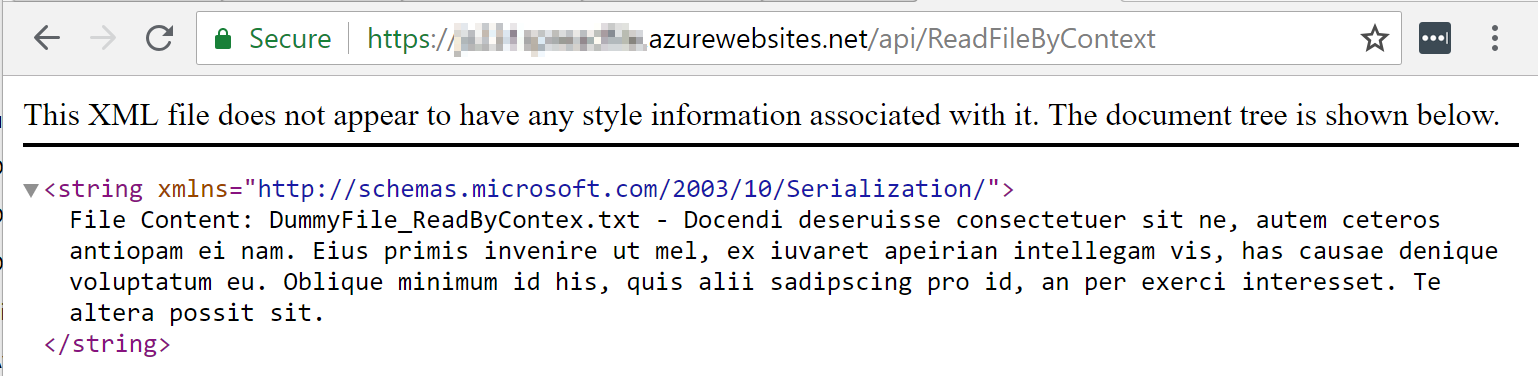 Secure https://.azurewebsites.net/api/ReadFileByContext
This XML file does not appear to have any style information associated with it. The document tree is shown below.
<string xmlns="http://schemas.microsoft.com/2003/10/Serialization/">
File Content: DummyFile_ReadByContex.txt - Docendi deseruisse consectetuer sit ne, autem ceteros
antiopam ei nam. Eius primis invenire ut mel, ex iuvaret apeirian intellegam vis, has causae denique
voluptatum eu. Oblique minimum id his, quis alii sadipscing pro id, an per exerci interesset. Te
altera possit sit.
</string>